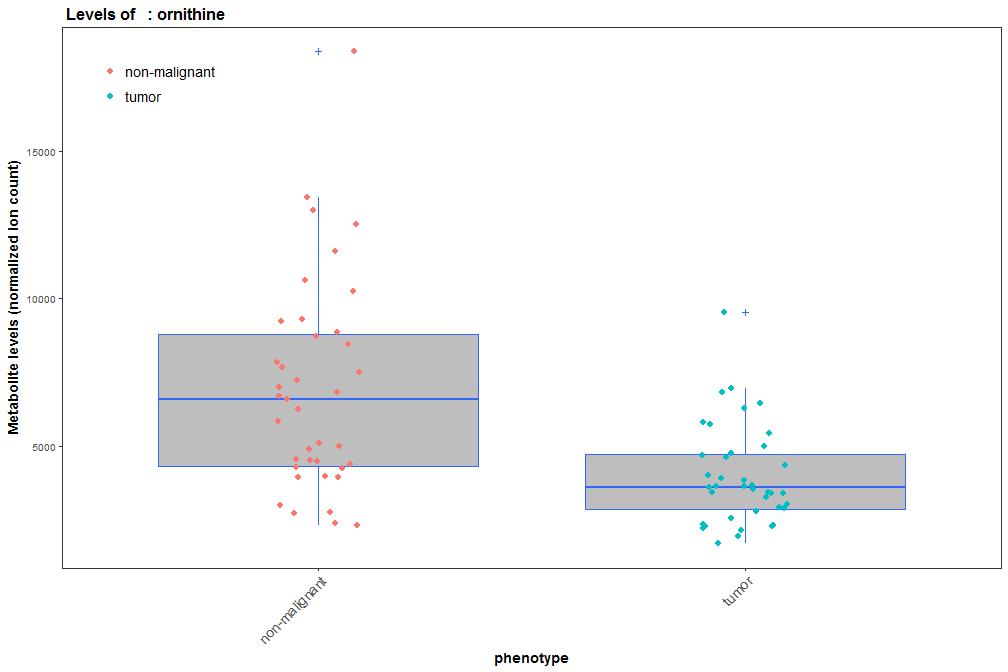 Levels of   : ornithine
non-malignant
tumor
Metabolite levels (normalized Ion count)
15000
10000
5000
non-malignant
tumor
phenotype